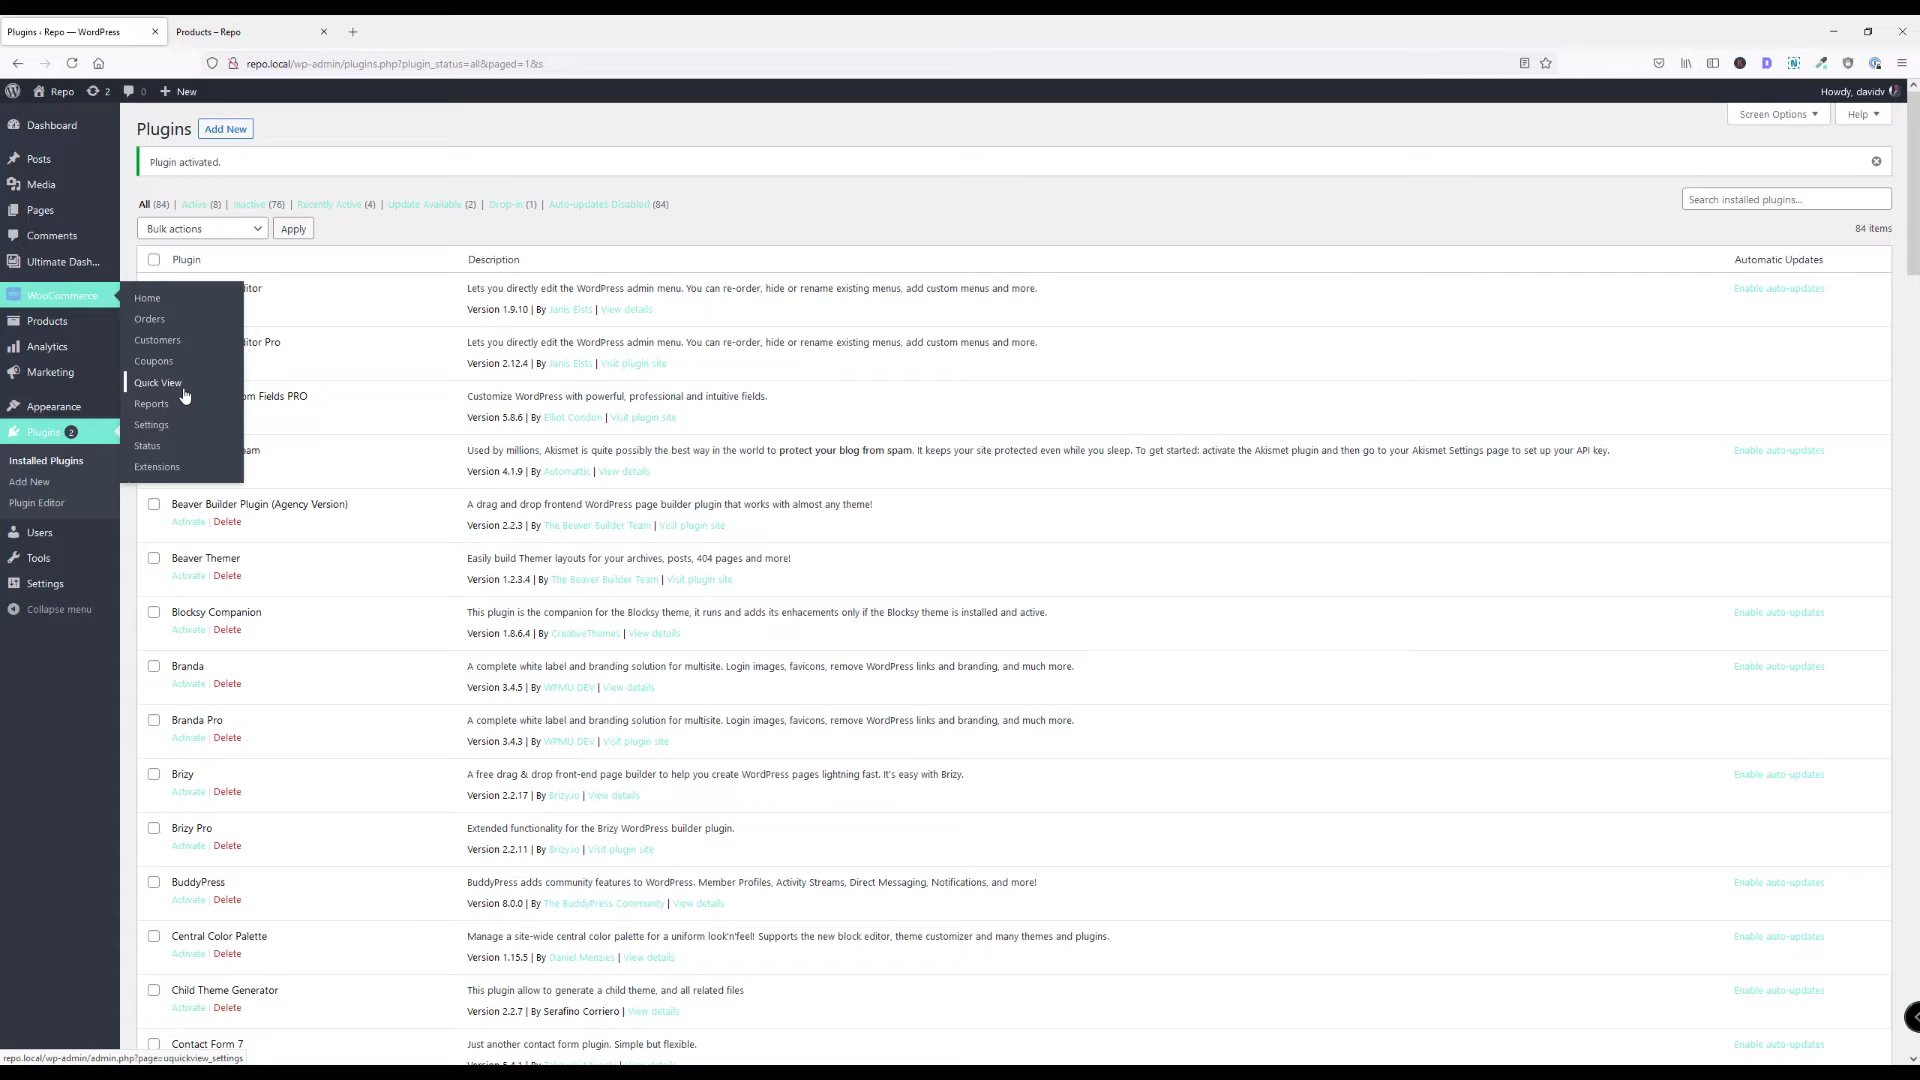 Plugins ‹ Repo — WordPress
Products – Repo
repo.local/wp-admin/plugins.php?plugin_status=all&paged=1&s
Repo
2
0
New
Howdy, davidv
Dashboard
Posts
Media
Pages
Comments
Ultimate Dash...
WooCommerce
Products
Analytics
Marketing
Appearance
Plugins 2
Installed Plugins
Add New
Plugin Editor
Users
Tools
Settings
Collapse menu
Home
Orders
Customers
Coupons
Quick View
Reports
Settings
Status
Extensions
Plugins
Add New
Screen Options
Help
Plugin activated.
All (84) | Active (8) | Inactive (76) | Recently Active (4) | Update Available (2) | Drop-in (1) | Auto-updates Disabled (84)
Search installed plugins...
Bulk actions
Apply
84 items
Plugin
Description
Automatic Updates
itor
Lets you directly edit the WordPress admin menu. You can re-order, hide or rename existing menus, add custom menus and more.
Enable auto-updates
Version 1.9.10 | By Janis Elsts | View details
ditor Pro
Lets you directly edit the WordPress admin menu. You can re-order, hide or rename existing menus, add custom menus and more.
Version 2.12.4 | By Janis Elsts | Visit plugin site
om Fields PRO
Customize WordPress with powerful, professional and intuitive fields.
Version 5.8.6 | By Elliot Condon | Visit plugin site
pam
Used by millions, Akismet is quite possibly the best way in the world to protect your blog from spam. It keeps your site protected even while you sleep. To get started: activate the Akismet plugin and then go to your Akismet Settings page to set up your API key.
Enable auto-updates
Version 4.1.9 | By Automattic | View details
Beaver Builder Plugin (Agency Version)
A drag and drop frontend WordPress page builder plugin that works with almost any theme!
Activate | Delete
Version 2.2.3 | By The Beaver Builder Team | Visit plugin site
Beaver Themer
Easily build Themer layouts for your archives, posts, 404 pages and more!
Activate | Delete
Version 1.2.3.4 | By The Beaver Builder Team | Visit plugin site
Blocksy Companion
This plugin is the companion for the Blocksy theme, it runs and adds its enhacements only if the Blocksy theme is installed and active.
Enable auto-updates
Activate | Delete
Version 1.8.6.4 | By CreativeThemes | View details
Branda
A complete white label and branding solution for multisite. Login images, favicons, remove WordPress links and branding, and much more.
Enable auto-updates
Activate | Delete
Version 3.4.5 | By WPMU DEV | View details
Branda Pro
A complete white label and branding solution for multisite. Login images, favicons, remove WordPress links and branding, and much more.
Activate | Delete
Version 3.4.3 | By WPMU DEV | Visit plugin site
Brizy
A free drag & drop front-end page builder to help you create WordPress pages lightning fast. It's easy with Brizy.
Enable auto-updates
Activate | Delete
Version 2.2.17 | By Brizy.io | View details
Brizy Pro
Extended functionality for the Brizy WordPress builder plugin.
Activate | Delete
Version 2.2.11 | By Brizy.io | Visit plugin site
BuddyPress
BuddyPress adds community features to WordPress. Member Profiles, Activity Streams, Direct Messaging, Notifications, and more!
Enable auto-updates
Activate | Delete
Version 8.0.0 | By The BuddyPress Community | View details
Central Color Palette
Manage a site-wide central color palette for a uniform look'n'feel! Supports the new block editor, theme customizer and many themes and plugins.
Enable auto-updates
Activate | Delete
Version 1.15.5 | By Daniel Menzies | View details
Child Theme Generator
This plugin allow to generate a child theme, and all related files
Enable auto-updates
Activate | Delete
Version 2.2.7 | By Serafino Corriero | View details
Contact Form 7
Just another contact form plugin. Simple but flexible.
Enable auto-updates
repo.local/wp-admin/admin.php?page=uquickview_settings